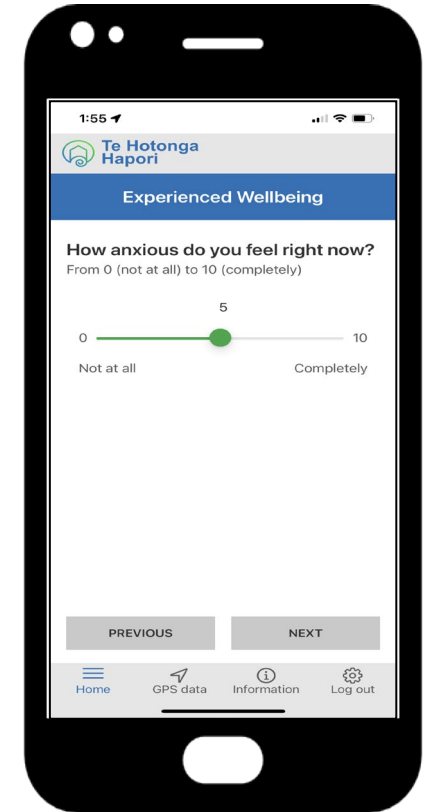 1:55
Te Hotonga
Hapori
Experienced Wellbeing
How anxious do you feel right now?
From 0 (not at all) to 10 (completely)
5
0 10
Not at all Completely
PREVIOUS NEXT
Home GPS data Information Log out